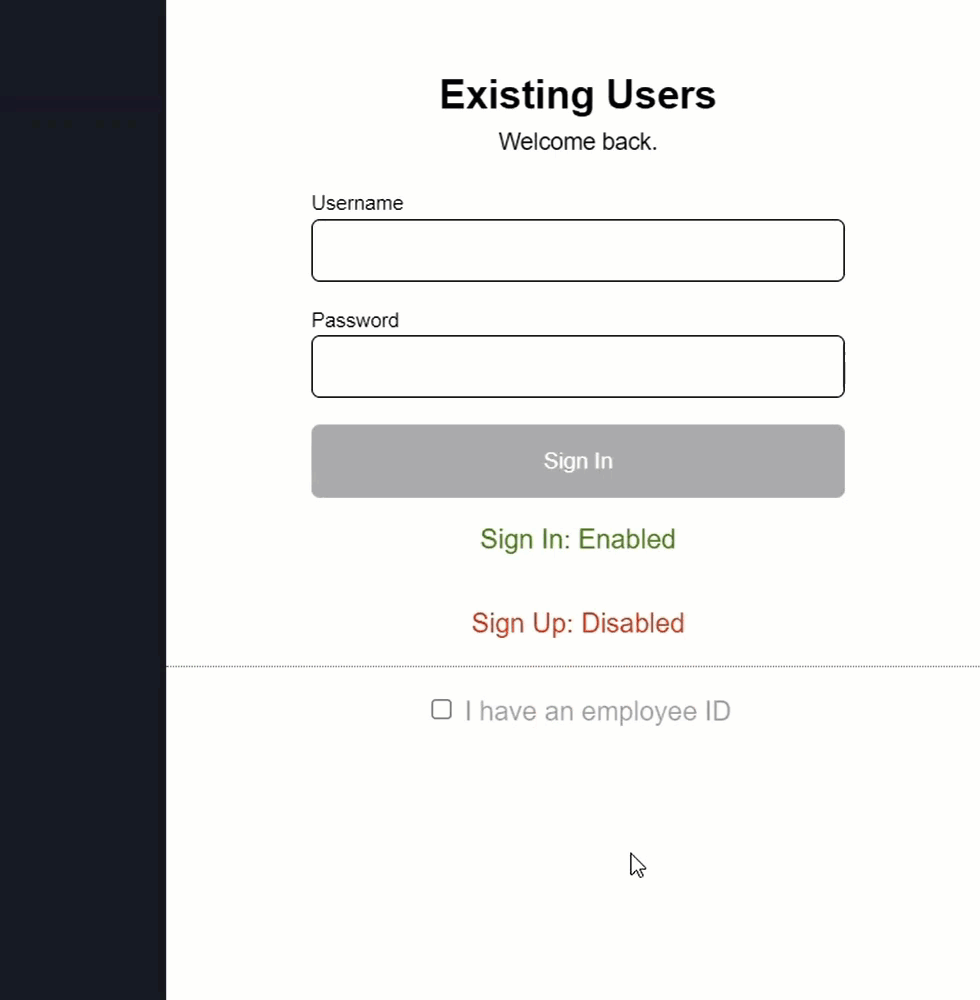 Existing Users
Welcome back.
Username
Password
Sign In
Sign In: Enabled
Sign Up: Disabled
I have an employee ID